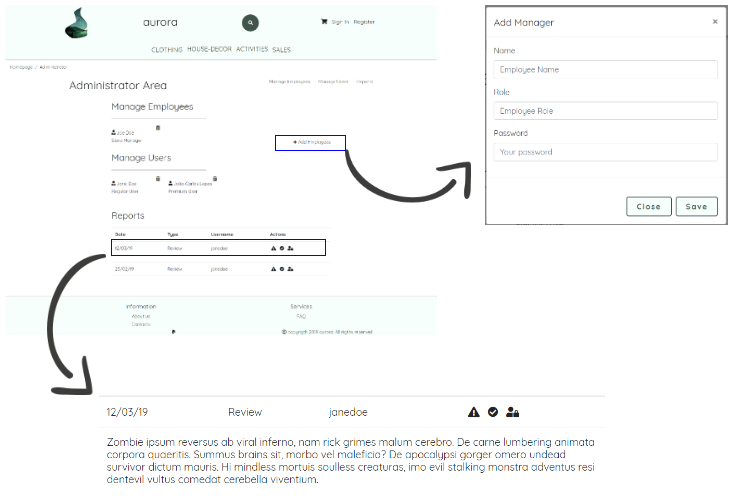 aurora
Sign In Register
CLOTHING HOUSE-DECOR ACTIVITIES SALES
Homepage / Administrator
Administrator Area
Manage Employees Manage Users Reports
Manage Employees
Joe Doe
Store Manager
+ Add Employee
Manage Users
Jane Doe João Carlos Lopes
Regular User Premium User
Reports
Date Type Username Actions
12/03/19 Review janedoe
23/02/19 Review janedoe
Information Services
About us FAQ
Contacts
© copyright 2019 aurora. All rights reserved.
Add Manager ×
Name
Employee Name
Role
Employee Role
Password
Your password
Close Save
12/03/19 Review janedoe
Zombie ipsum reversus ab viral inferno, nam rick grimes malum cerebro. De carne lumbering animata
corpora quaeritis. Summus brains sit, morbo vel maleficio? De apocalypsi gorger omero undead
survivor dictum mauris. Hi mindless mortuis soulless creaturas, imo evil stalking monstra adventus resi
dentevil vultus comedat cerebella viventium.